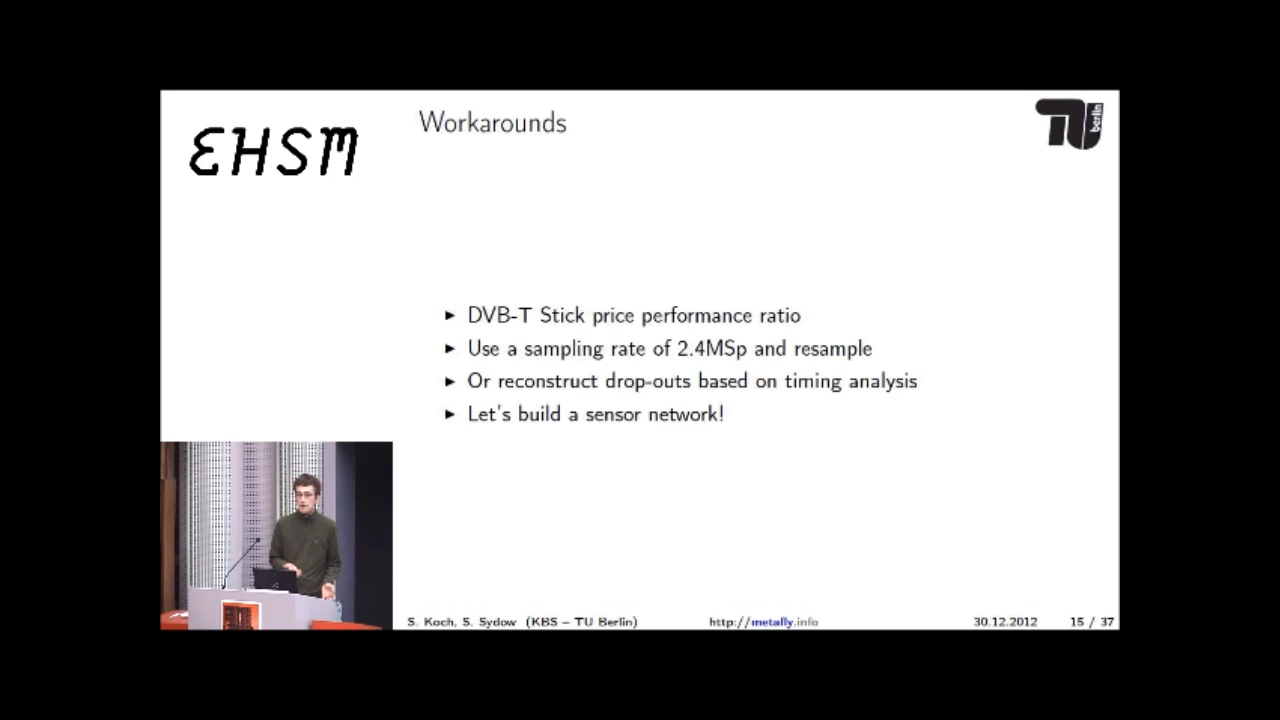 EHSM
Workarounds
TU berlin
► DVB-T Stick price performance ratio
► Use a sampling rate of 2.4MSp and resample
► Or reconstruct drop-outs based on timing analysis
► Let's build a sensor network!
S. Koch, S. Sydow (KBS – TU Berlin) http://metafly.info 30.12.2012 15 / 37